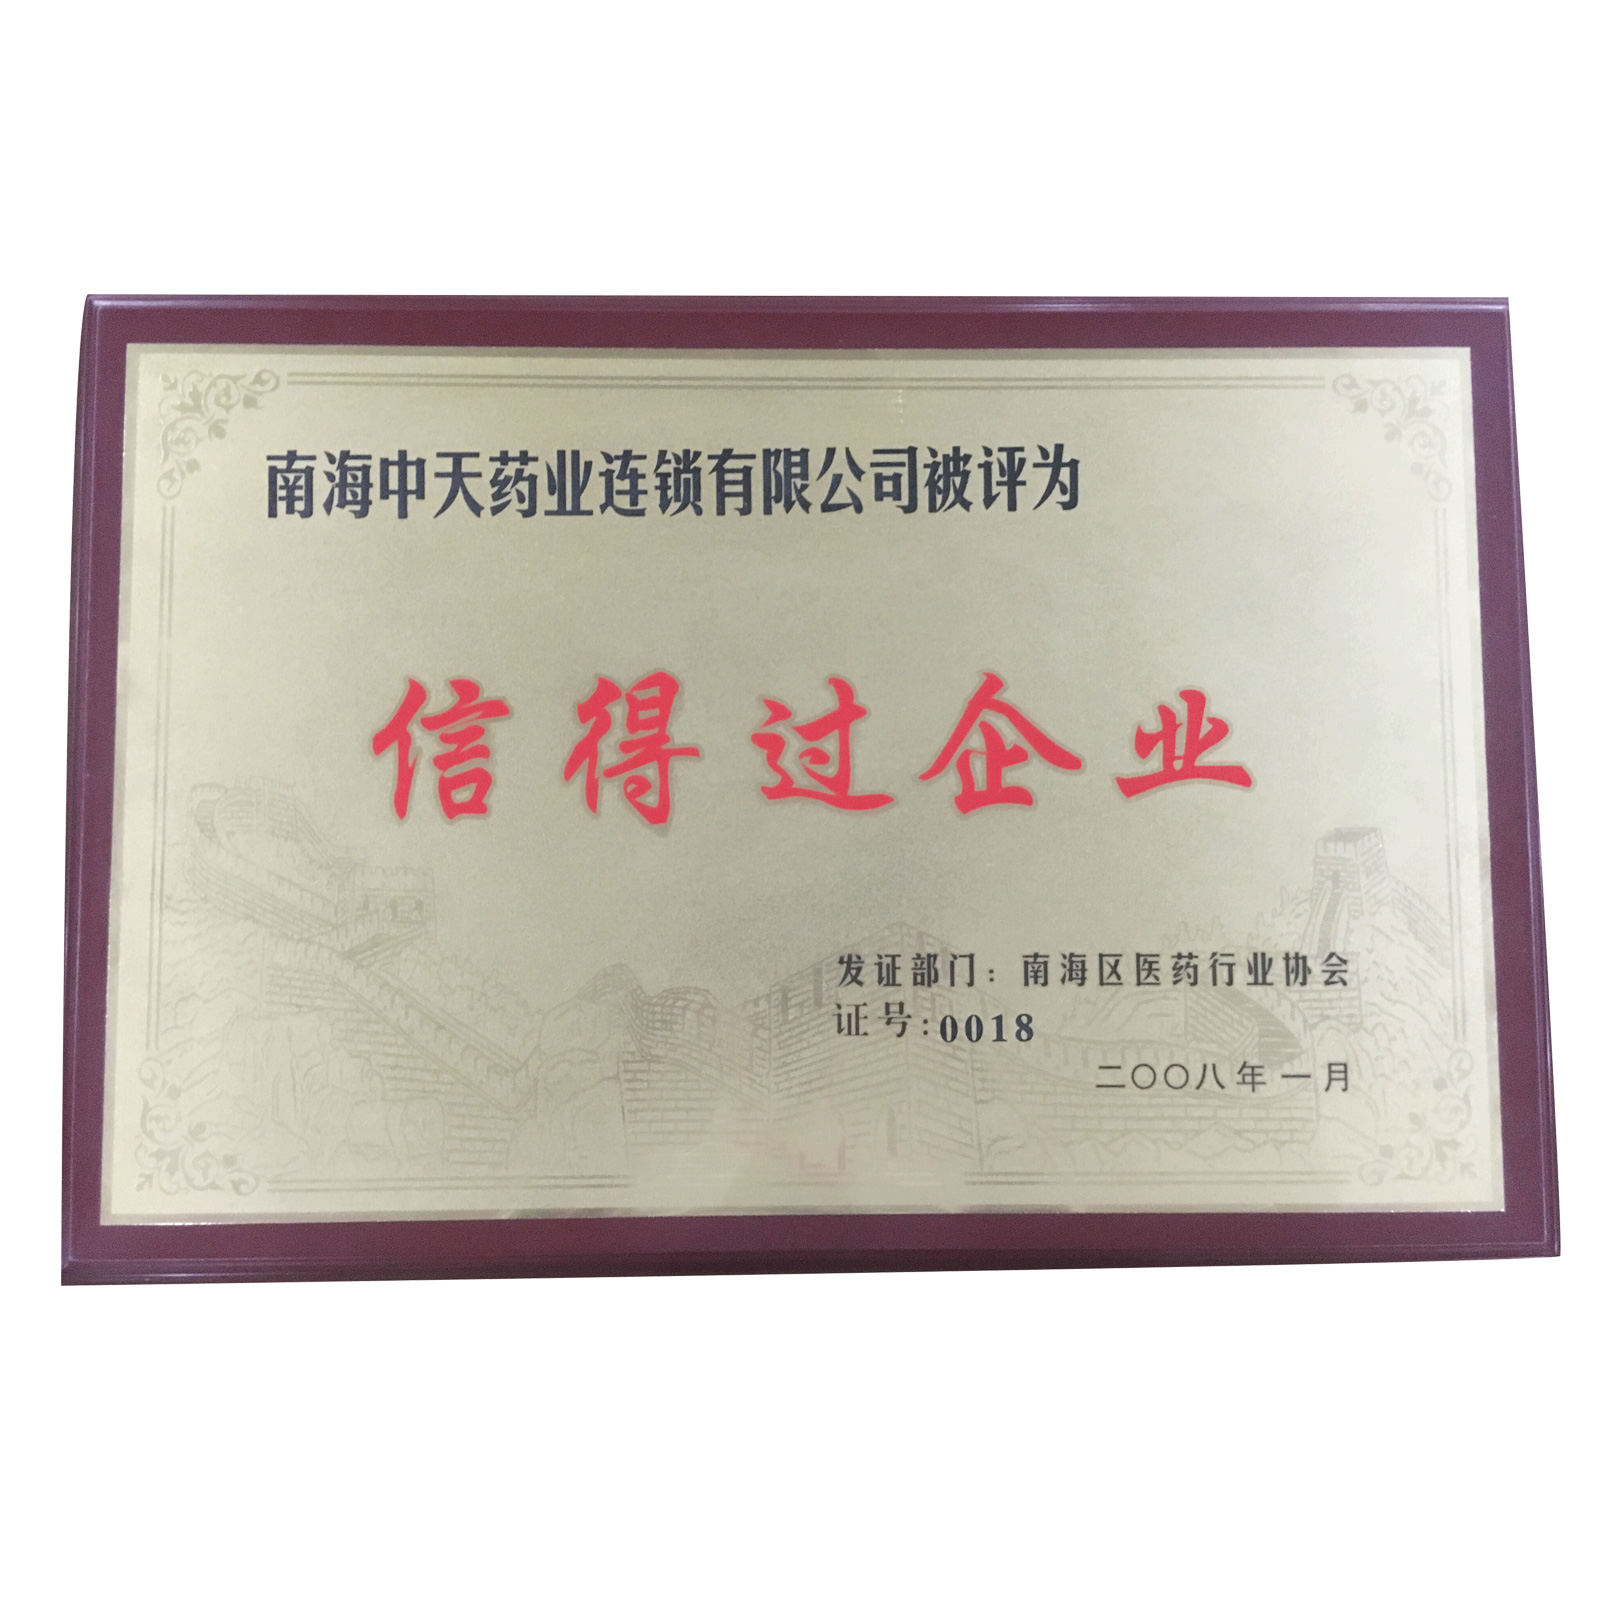 南海中天药业连锁有限公司被评为
信得过企业
发证部门：南海区医药行业协会
证号:0018
二〇〇八年一月